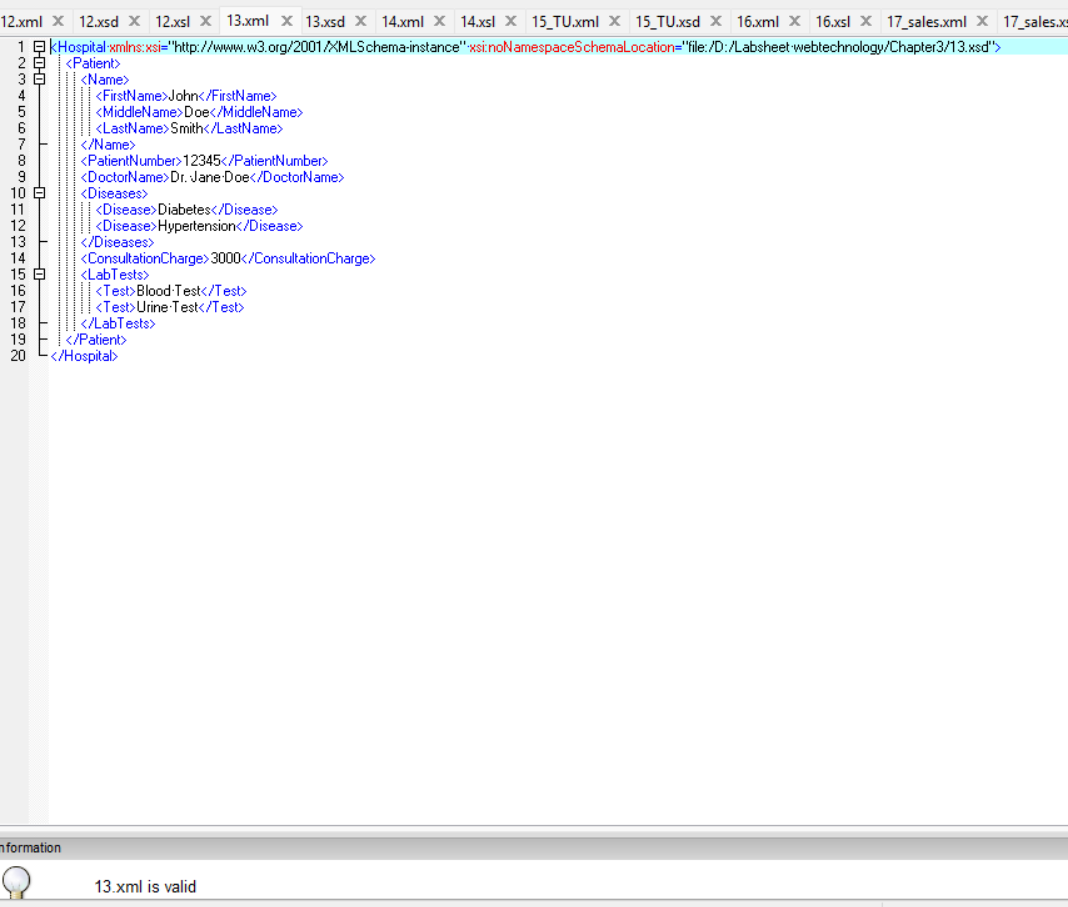 12.xml 12.xsd 12.xsl 13.xml 13.xsd 14.xml 14.xsl 15_TU.xml 15_TU.xsd 16.xml 16.xsl 17_sales.xml 17_sales.xs
1 <Hospital xmlns:xsi="http://www.w3.org/2001/XMLSchema-instance" xsi:noNamespaceSchemaLocation="file:/D:/Labsheet webtechnology/Chapter3/13.xsd">
2 <Patient>
3 <Name>
4 <FirstName>John</FirstName>
5 <MiddleName>Doe</MiddleName>
6 <LastName>Smith</LastName>
7 </Name>
8 <PatientNumber>12345</PatientNumber>
9 <DoctorName>Dr. Jane Doe</DoctorName>
10 <Diseases>
11 <Disease>Diabetes</Disease>
12 <Disease>Hypertension</Disease>
13 </Diseases>
14 <ConsultationCharge>3000</ConsultationCharge>
15 <LabTests>
16 <Test>Blood Test</Test>
17 <Test>Urine Test</Test>
18 </LabTests>
19 </Patient>
20 </Hospital>
nformation
13.xml is valid